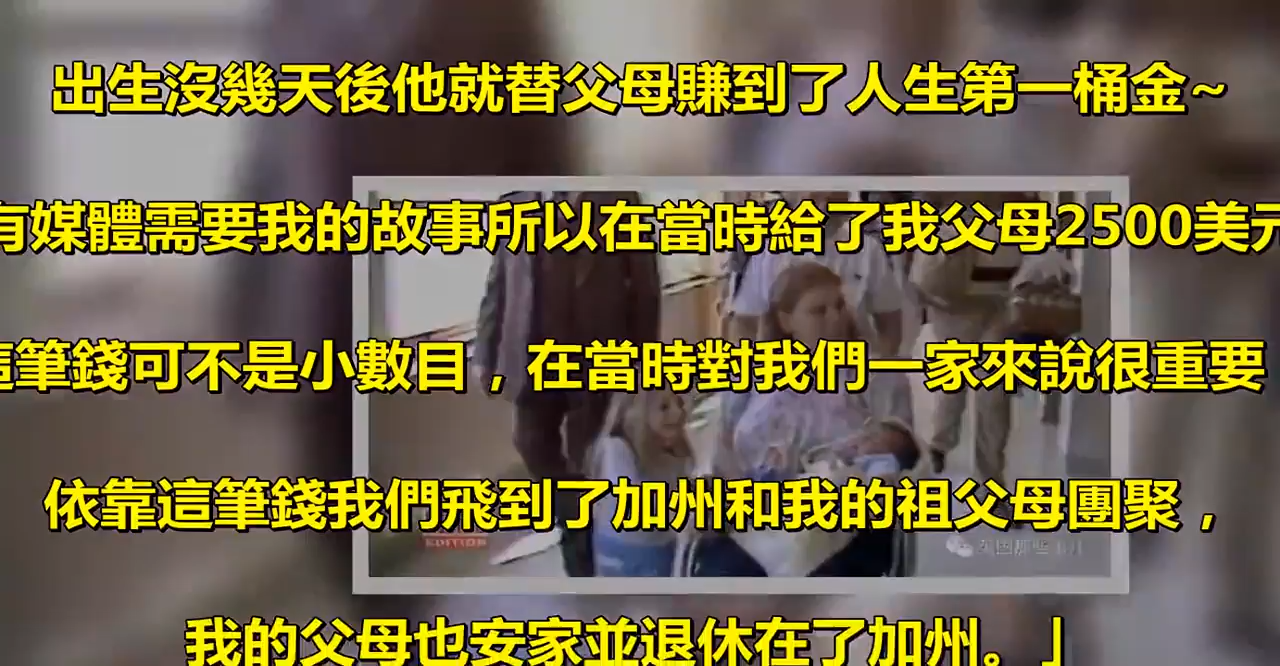 出生沒幾天後他就替父母賺到了人生第一桶金~
有媒體需要我的故事所以在當時給了我父母2500美元
這筆錢可不是小數目，在當時對我們一家來說很重要
依靠這筆錢我們飛到了加州和我的祖父母團聚，
EDITION
我的父母也安家並退休在了加州。」